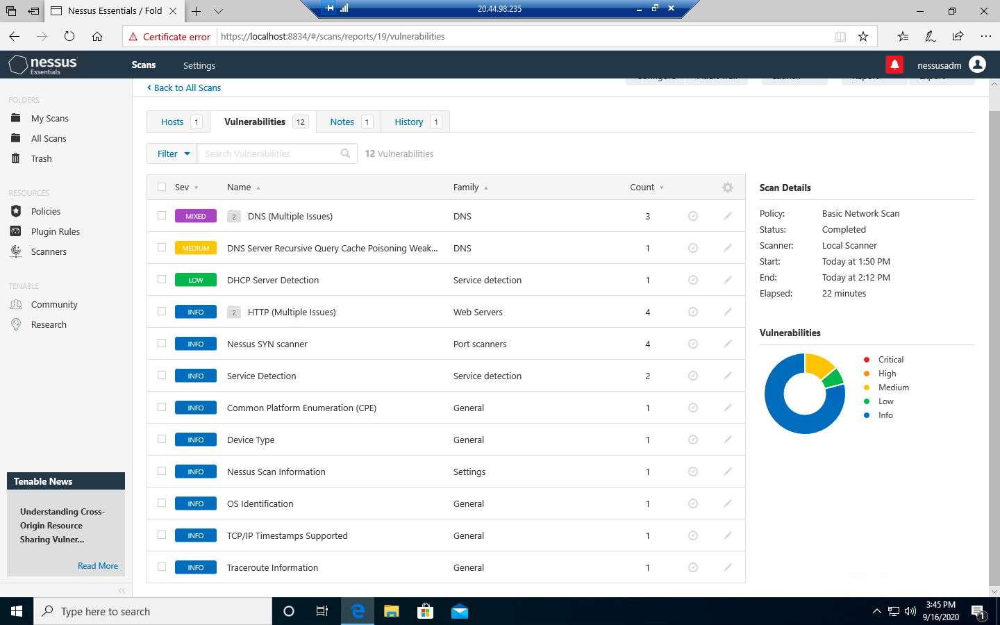 Nessus Essentials / Fold
20.44.98.235
Certificate error
https://localhost:8834/#/scans/reports/19/vulnerabilities
nessus
Essentials
Scans
Settings
nessusadm
FOLDERS
My Scans
All Scans
Trash
RESOURCES
Policies
Plugin Rules
Scanners
TENABLE
Community
Research
Tenable News
Understanding Cross-
Origin Resource
Sharing Vulner...
Read More
Back to All Scans
Configure Audit Trail Launch Report Export
Hosts 1 Vulnerabilities 12 Notes 1 History 1
Filter Search Vulnerabilities 12 Vulnerabilities
Sev Name Family Count
MIXED 2 DNS (Multiple Issues) DNS 3
MEDIUM DNS Server Recursive Query Cache Poisoning Weak... DNS 1
LOW DHCP Server Detection Service detection 1
INFO 2 HTTP (Multiple Issues) Web Servers 4
INFO Nessus SYN scanner Port scanners 4
INFO Service Detection Service detection 2
INFO Common Platform Enumeration (CPE) General 1
INFO Device Type General 1
INFO Nessus Scan Information Settings 1
INFO OS Identification General 1
INFO TCP/IP Timestamps Supported General 1
INFO Traceroute Information General 1
Scan Details
Policy: Basic Network Scan
Status: Completed
Scanner: Local Scanner
Start: Today at 1:50 PM
End: Today at 2:12 PM
Elapsed: 22 minutes
Vulnerabilities
Critical
High
Medium
Low
Info
Type here to search
3:45 PM
9/16/2020
1